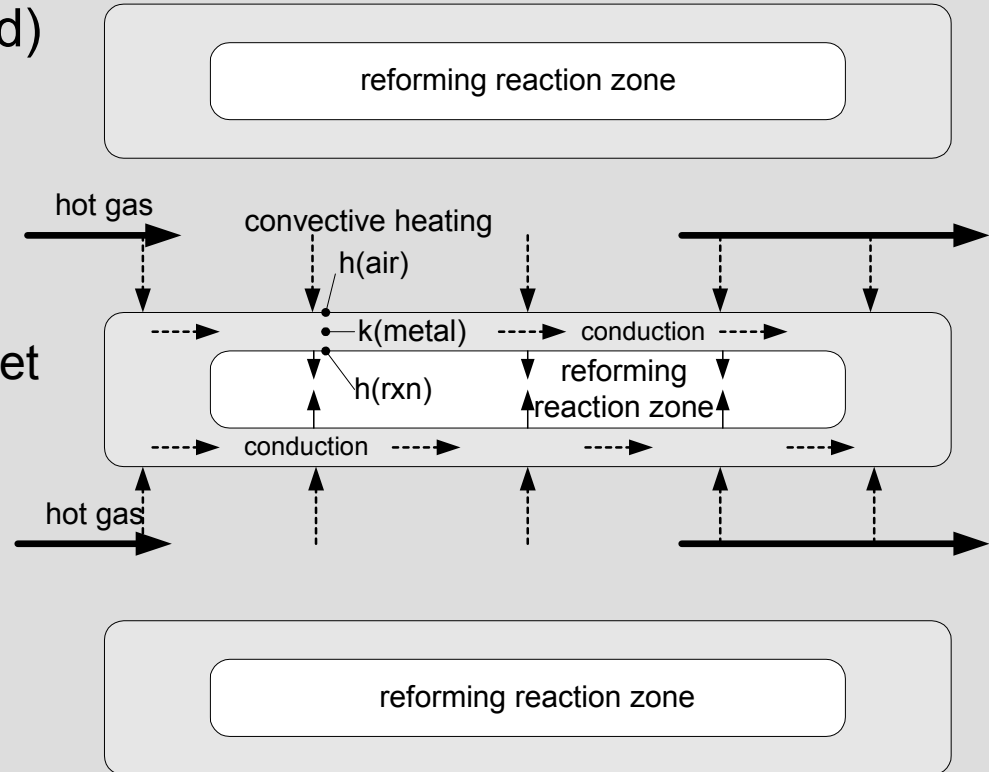 d)
reforming reaction zone
hot gas
convective heating
h(air)
k(metal)
conduction
et
reforming
reaction zone
h(rxn)
conduction
hot gas
reforming reaction zone